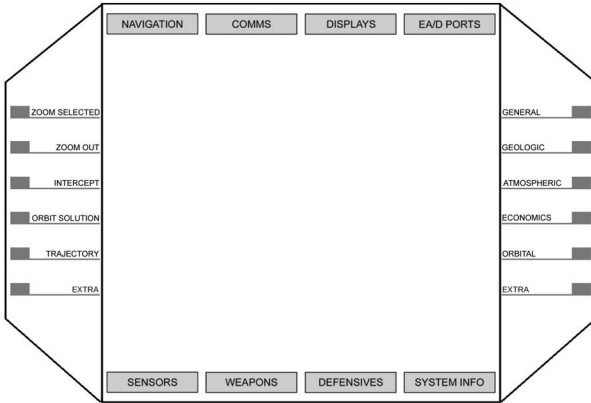 NAVIGATION
COMMS
DISPLAYS
EA/D PORTS
ZOOM SELECTED
ZOOM OUT
INTERCEPT
ORBIT SOLUTION
TRAJECTORY
EXTRA
GENERAL
GEOLOGIC
ATMOSPHERIC
ECONOMICS
ORBITAL
EXTRA
SENSORS
WEAPONS
DEFENSIVES
SYSTEM INFO